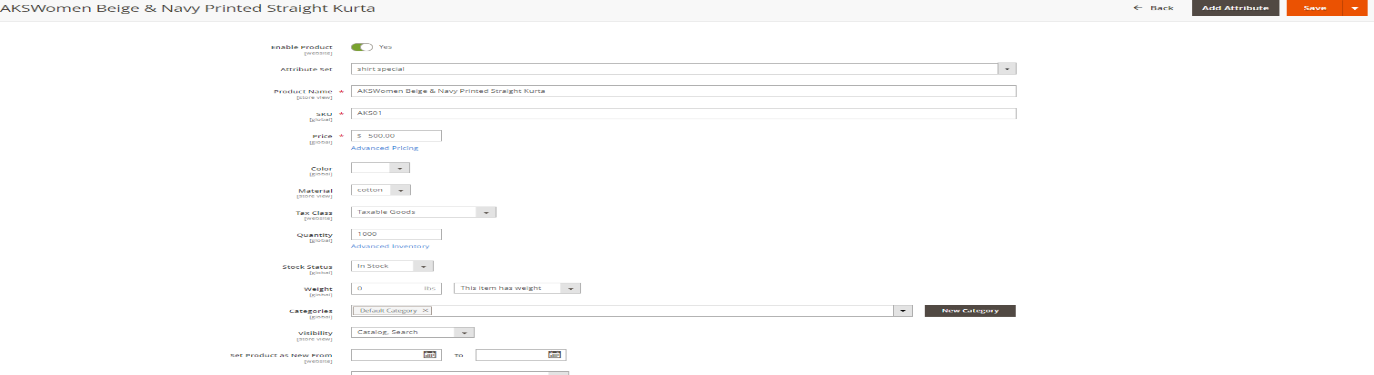 AKSWomen Beige & Navy Printed Straight Kurta
← Back Add Attribute Save
Enable Product Yes
[website]
Attribute Set shirt special
Product Name * AKSWomen Beige & Navy Printed Straight Kurta
[store view]
SKU * AKS01
[global]
Price * $ 500.00
[global]
Advanced Pricing
Color
[global]
Material cotton
[store view]
Tax Class Taxable Goods
[website]
Quantity 1000
[global]
Advanced Inventory
Stock Status In Stock
[global]
Weight 0 lbs This item has weight
[global]
Categories Default Category × New Category
[global]
Visibility Catalog, Search
[store view]
Set Product as New From To
[website]